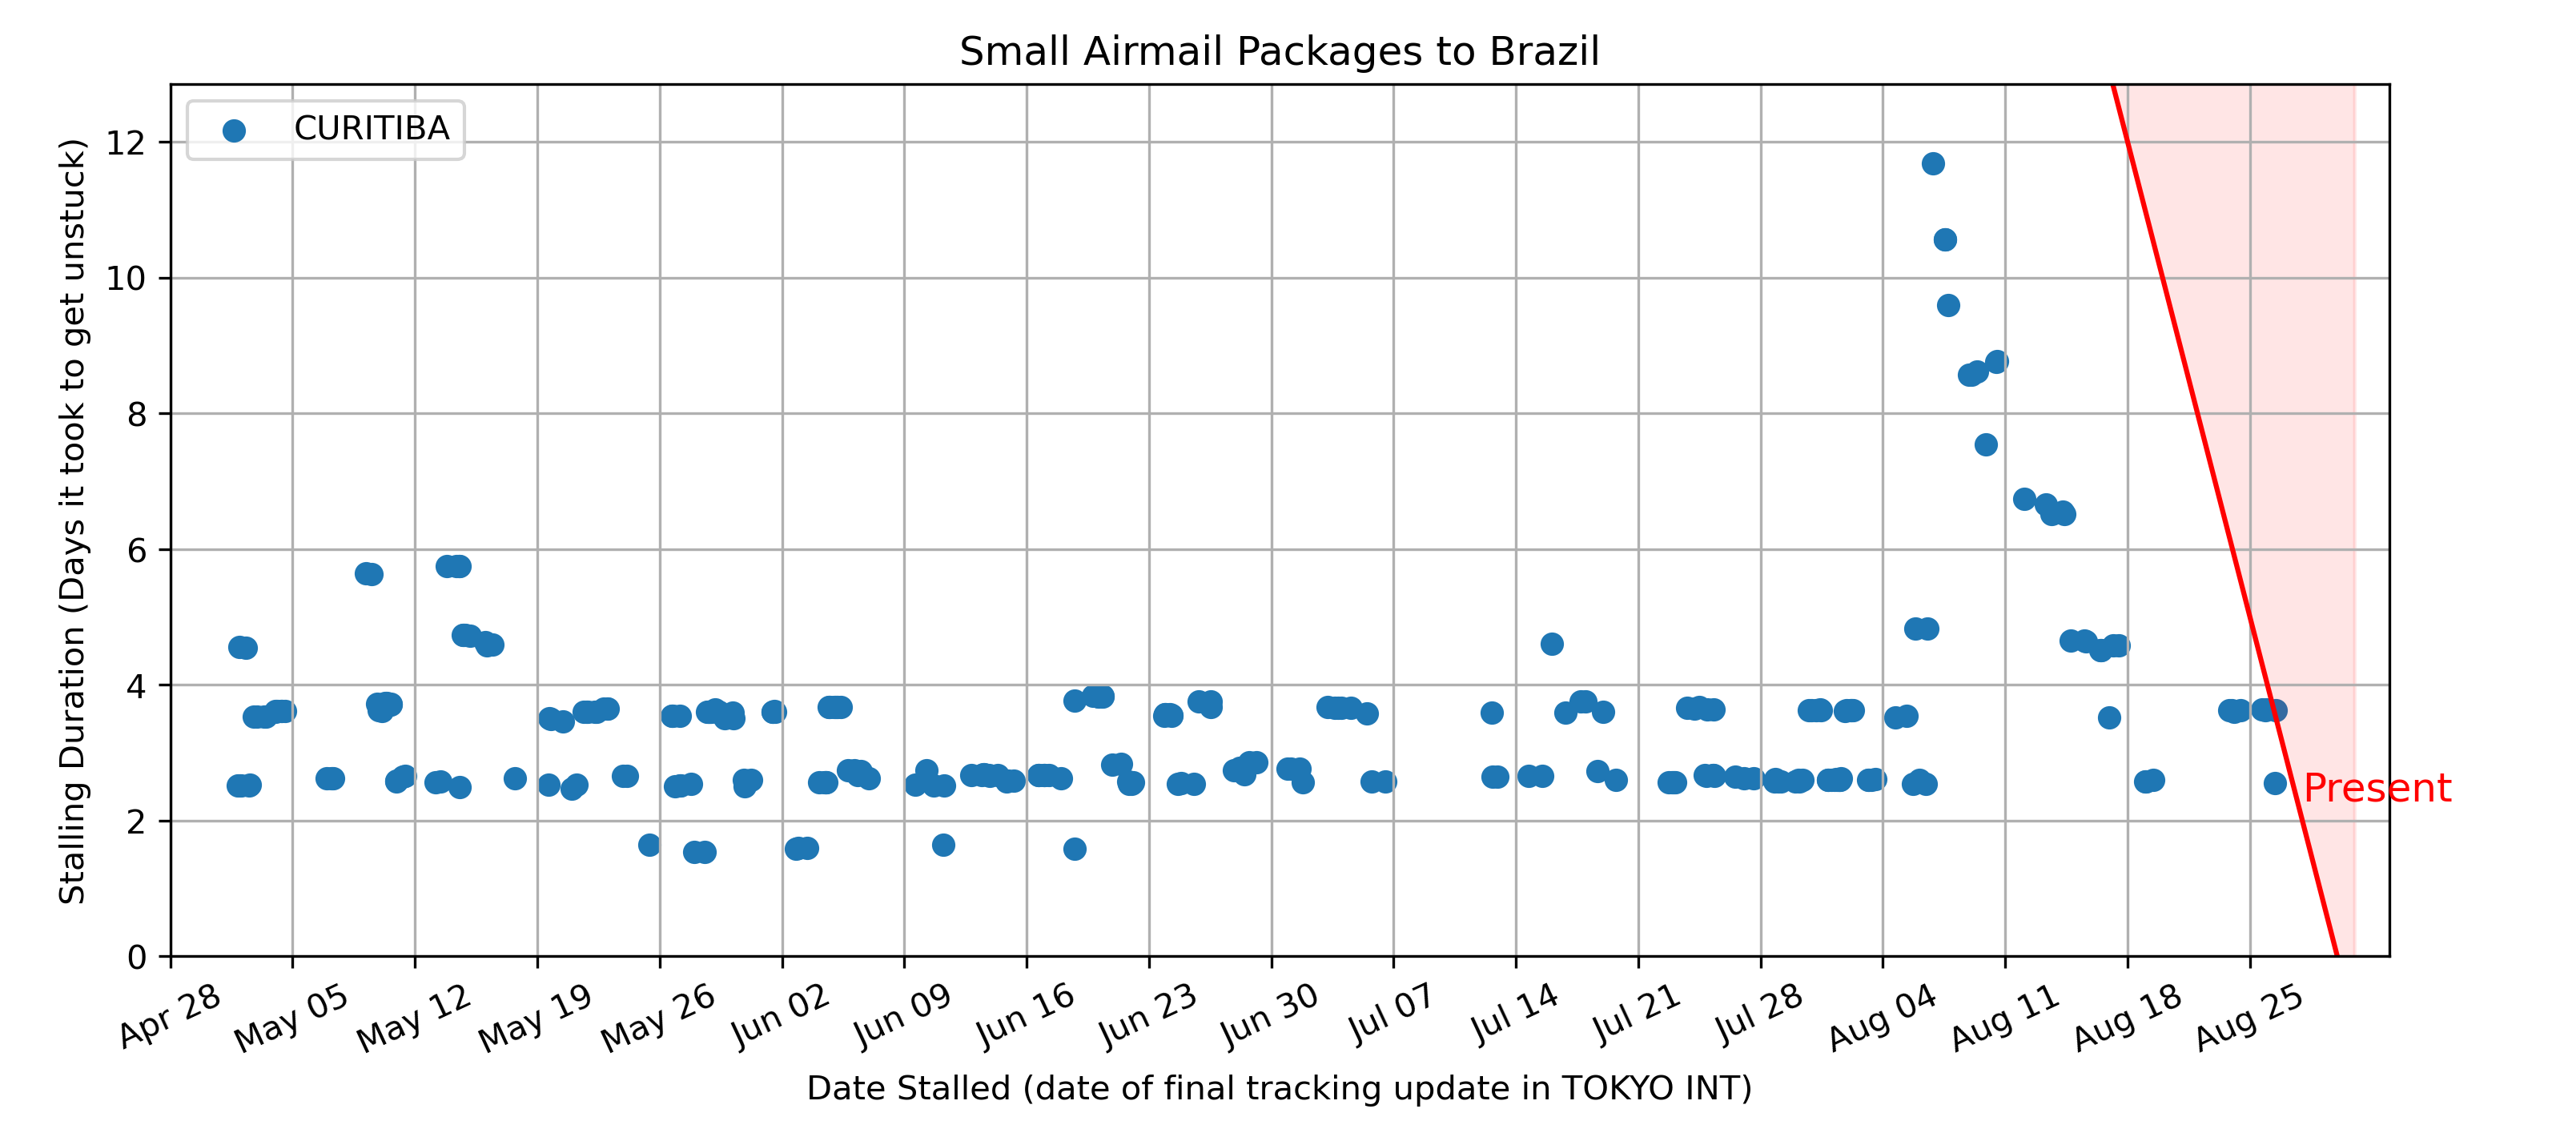 Small Airmail Packages to Brazil
CURITIBA
Stalling Duration (Days it took to get unstuck)
12
10
8
6
4
2
0
Present
Apr 28
May 05
May 12
May 19
May 26
Jun 02
Jun 09
Jun 16
Jun 23
Jun 30
Jul 07
Jul 14
Jul 21
Jul 28
Aug 04
Aug 11
Aug 18
Aug 25
Date Stalled (date of final tracking update in TOKYO INT)